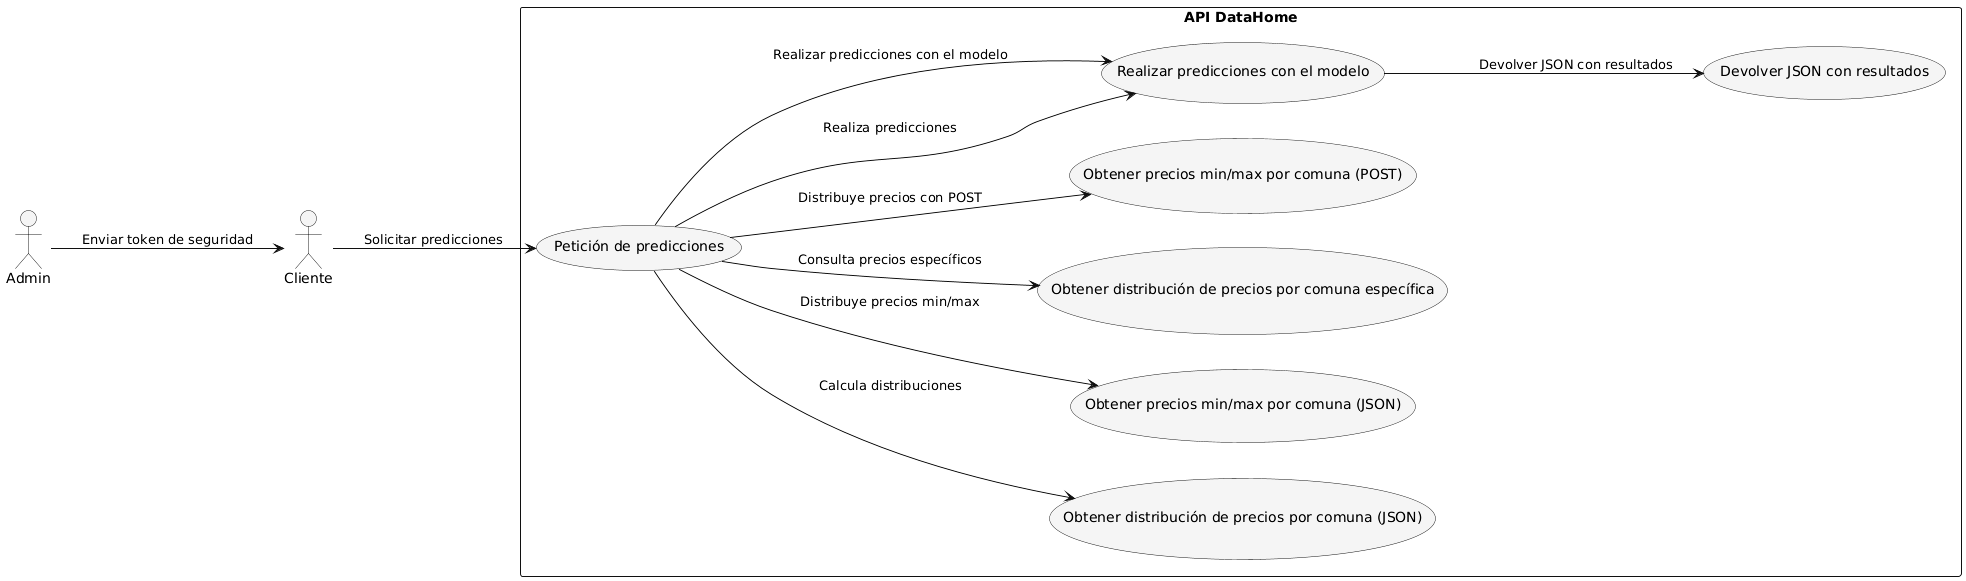 API DataHome
Realizar predicciones con el modelo
Realizar predicciones con el modelo
Devolver JSON con resultados
Devolver JSON con resultados
Realiza predicciones
Obtener precios min/max por comuna (POST)
Distribuye precios con POST
Enviar token de seguridad
Solicitar predicciones
Petición de predicciones
Admin
Cliente
Consulta precios específicos
Obtener distribución de precios por comuna específica
Distribuye precios min/max
Obtener precios min/max por comuna (JSON)
Calcula distribuciones
Obtener distribución de precios por comuna (JSON)